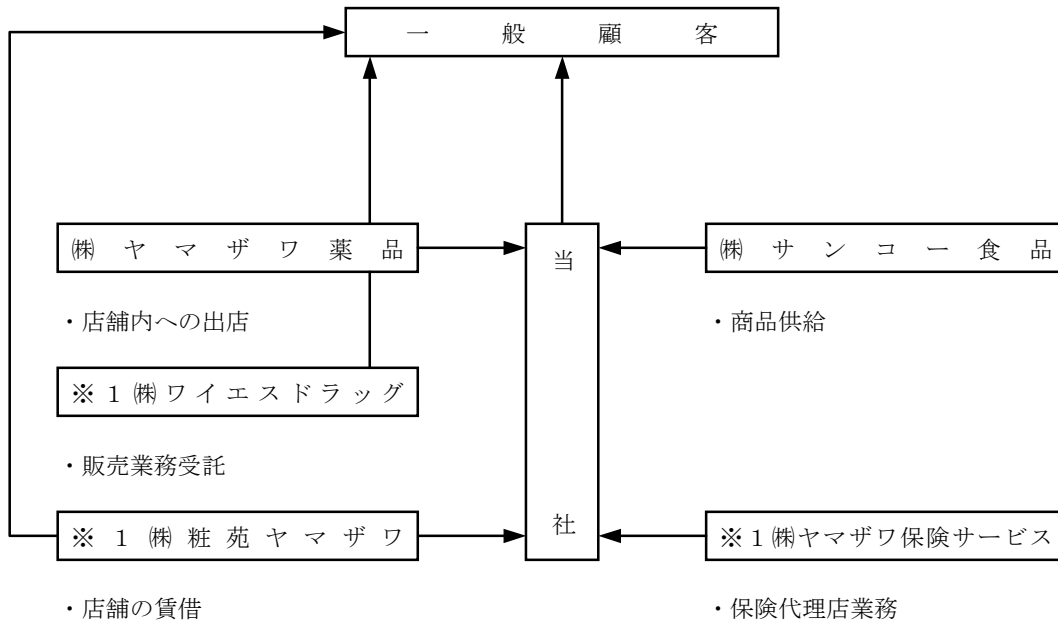 一般顧客
㈱ヤマザワ薬品
当社
㈱サンコー食品
・店舗内への出店
・商品供給
※1㈱ワイエスドラッグ
・販売業務受託
※1㈱粧苑ヤマザワ
※1㈱ヤマザワ保険サービス
・店舗の賃借
・保険代理店業務